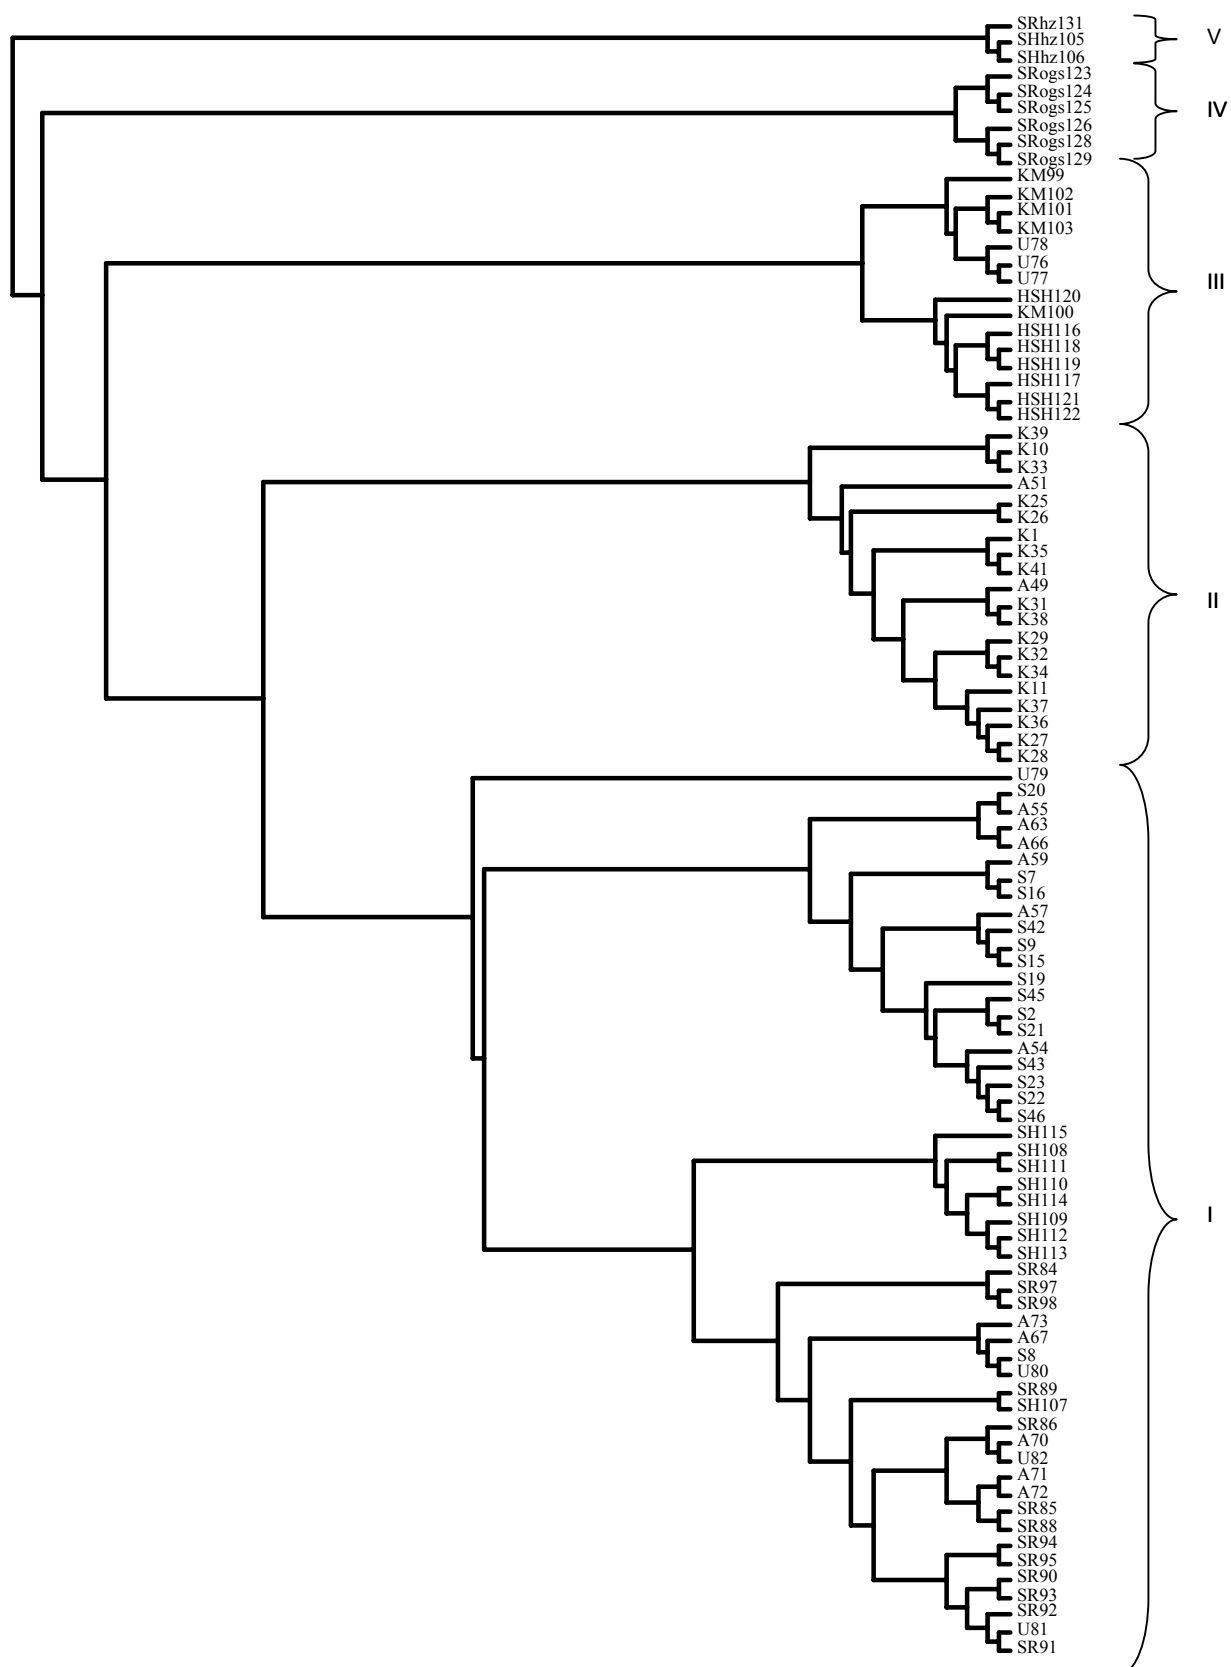 SRhz131
SHhz105
V
SHhz106
SRogs123
SRogs124
SRogs125
IV
SRogs126
SRogs128
SRogs129
KM99
KM102
KM101
KM103
U78
U76
U77
III
HSH120
KM100
HSH116
HSH118
HSH119
HSH117
HSH121
HSH122
K39
K10
K33
A51
K25
K26
K1
K35
K41
A49
K31
II
K38
K29
K32
K34
K11
K37
K36
K27
K28
U79
S20
A55
A63
A66
A59
S7
S16
A57
S42
S9
S15
S19
S45
S2
S21
A54
S43
S23
S22
S46
SH115
SH108
SH111
SH110
SH114
I
SH109
SH112
SH113
SR84
SR97
SR98
A73
A67
S8
U80
SR89
SH107
SR86
A70
U82
A71
A72
SR85
SR88
SR94
SR95
SR90
SR93
SR92
U81
SR91